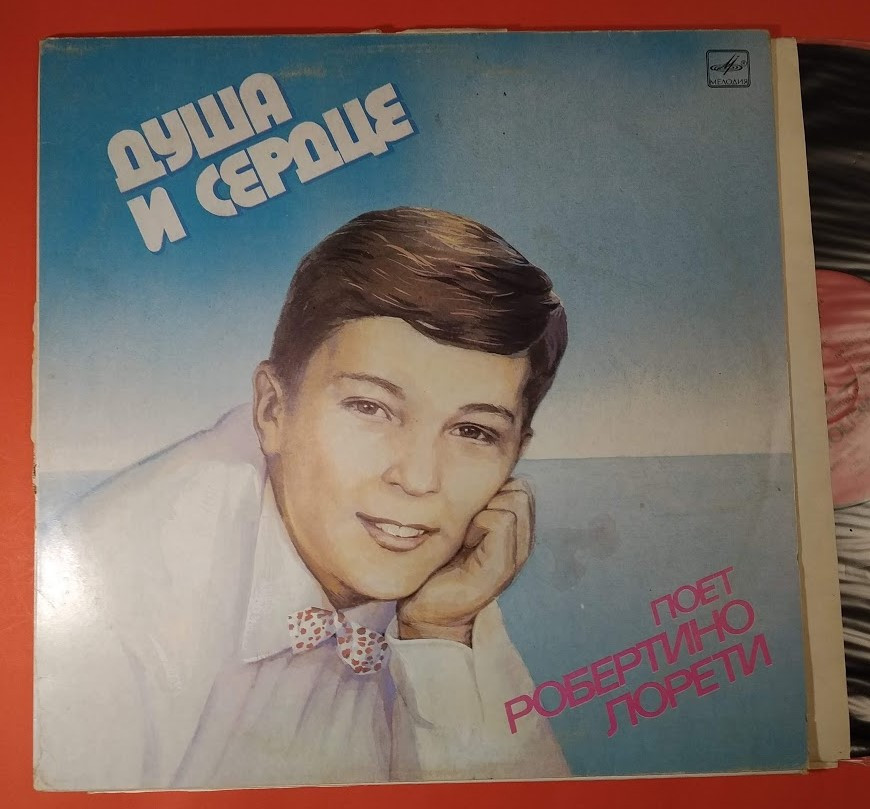 ДУША
И СЕРДЦЕ
МЕЛОДИЯ
ПОЕТ
РОБЕРТИНО
ЛОРЕТИ